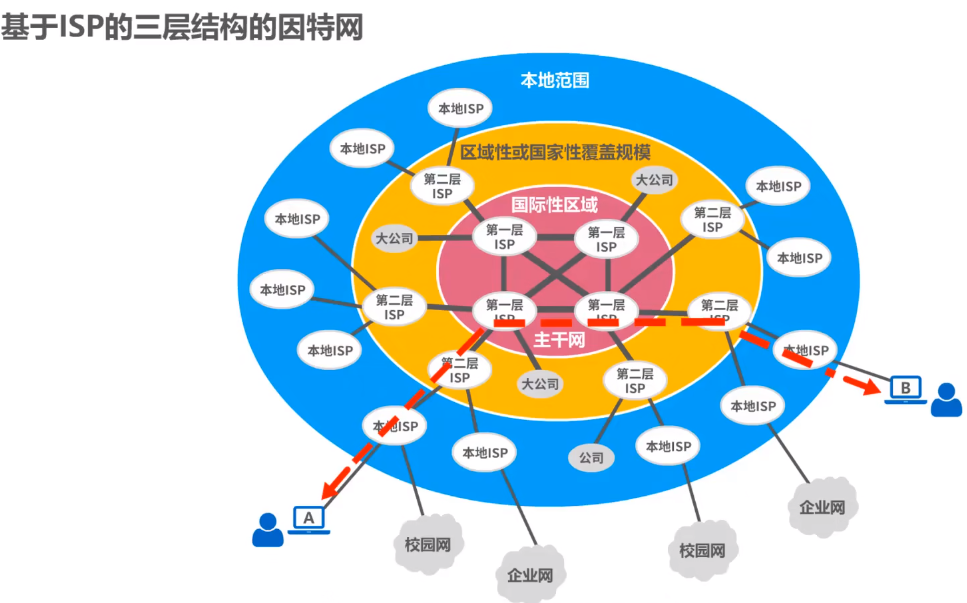 基于ISP的三层结构的因特网
本地范围
本地ISP
本地ISP
区域性或国家性覆盖规模
第二层
ISP
大公司
本地ISP
国际性区域
本地ISP
第二层
ISP
大公司
第一层
ISP
第一层
ISP
本地ISP
本地ISP
第二层
ISP
第一层
ISP
第一层
ISP
第二层
ISP
主干网
本地ISP
本地ISP
第二层
ISP
大公司
第二层
ISP
B
本地ISP
本地ISP
本地ISP
本地ISP
公司
A
企业网
校园网
校园网
企业网